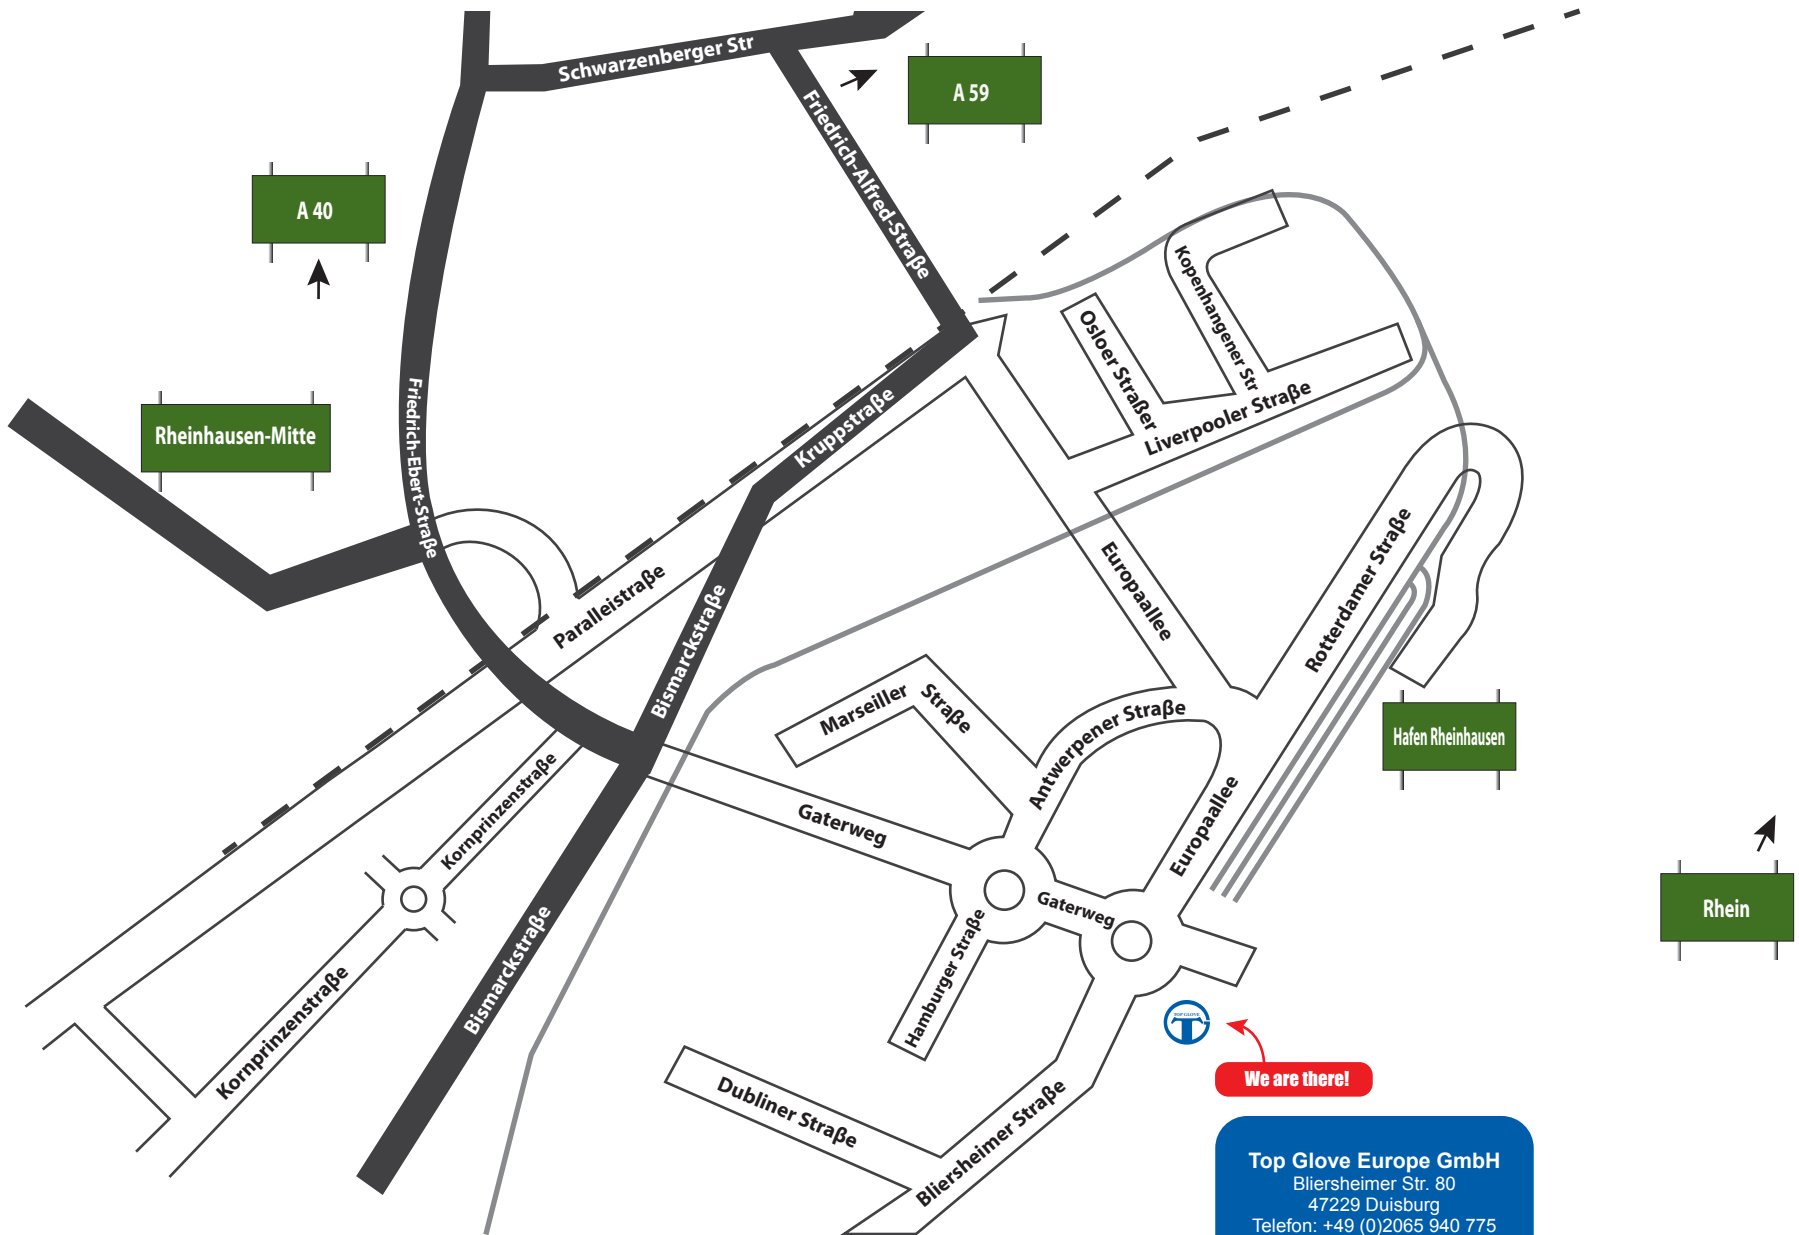 Schwarzenberger Str
A 59
Friedrich-Alfred-Straße
A 40
Kopenhangener Str
Osloer Straßer
Liverpooler Straße
Friedrich-Ebert-Straße
Rheinhausen-Mitte
Kruppstraße
Europaallee
Rotterdamer Straße
Paralleistraße
Bismarckstraße
Marseiller Straße
Antwerpener Straße
Hafen Rheinhausen
Kornprinzenstraße
Gaterweg
Europaallee
Gaterweg
Rhein
Hamburger Straße
Bismarckstraße
Kornprinzenstraße
TOP GLOVE
We are there!
Dubliner Straße
Bliersheimer Straße
Top Glove Europe GmbH
Bliersheimer Str. 80
47229 Duisburg
Telefon: +49 (0)2065 940 775